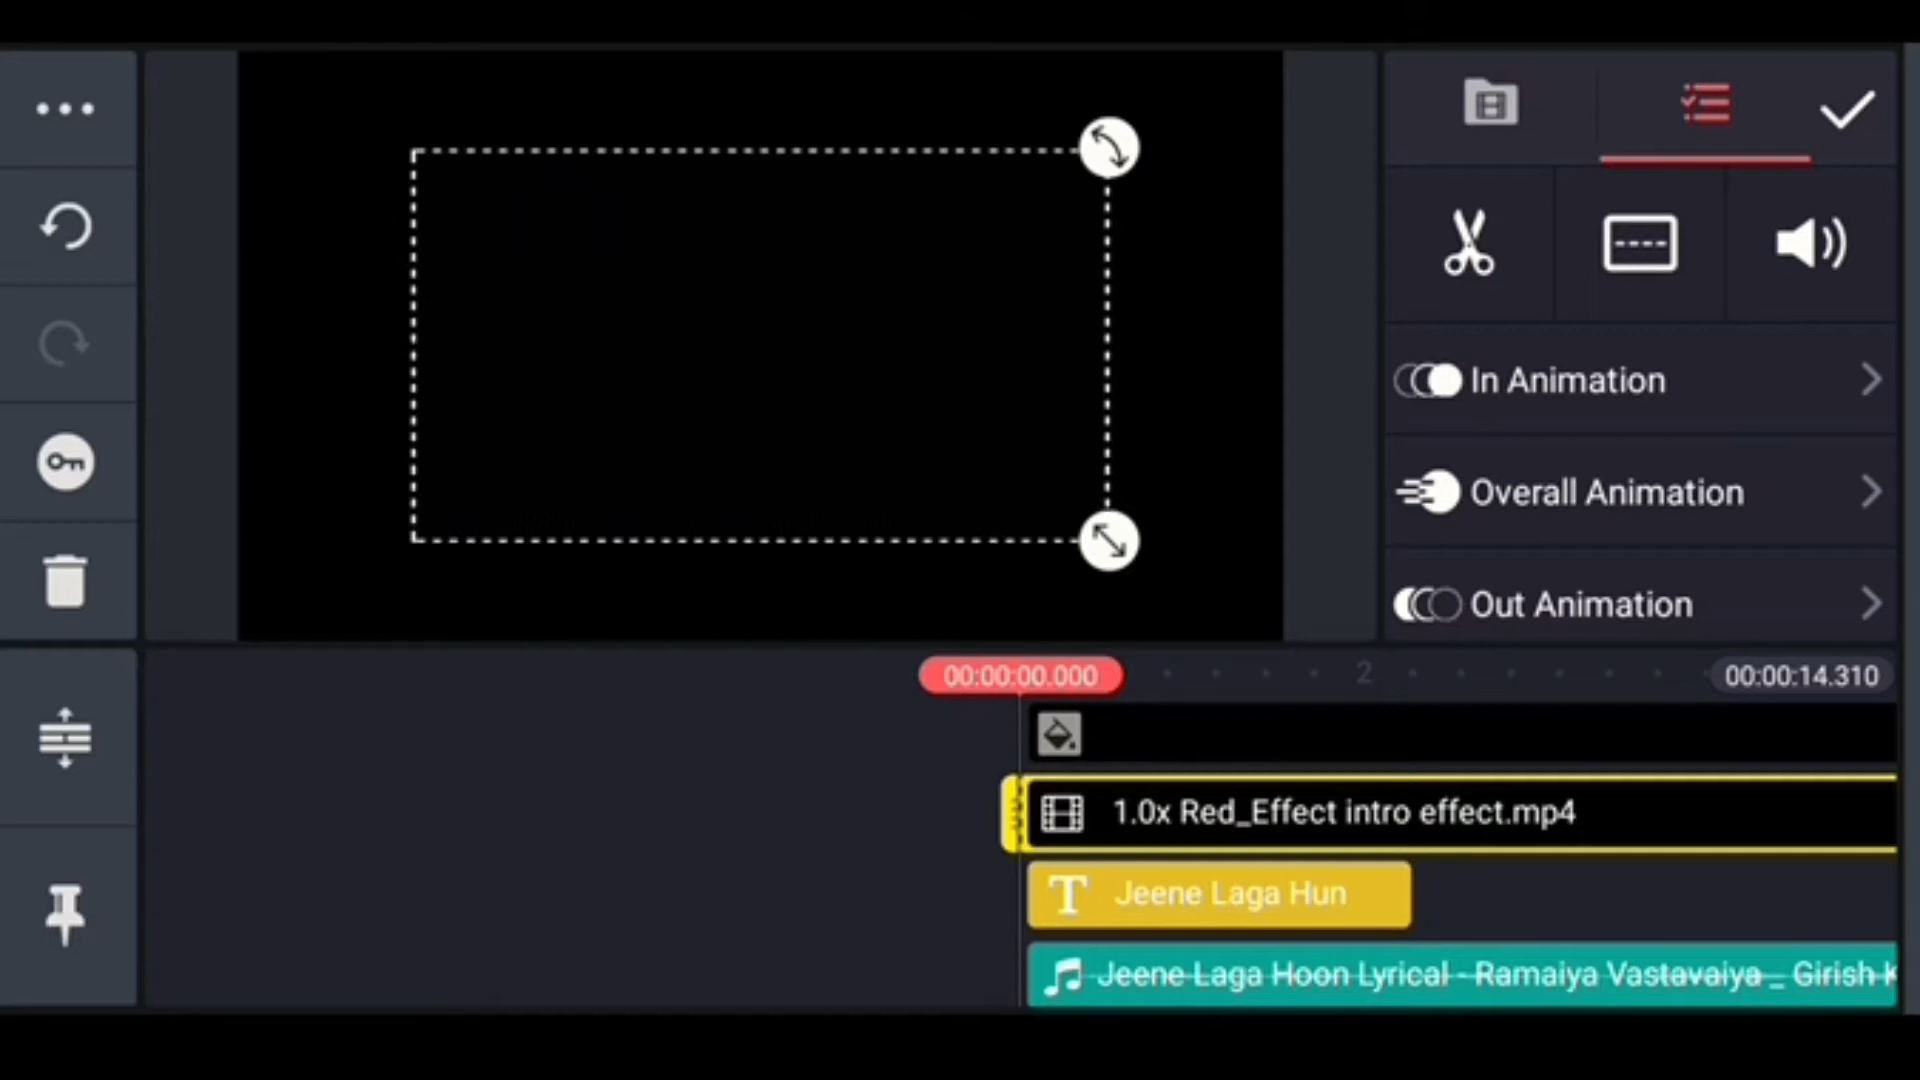 In Animation
Overall Animation
Out Animation
00:00:00.000
2
00:00:14.310
1.0x Red_Effect intro effect.mp4
T Jeene Laga Hun
Jeene Laga Hoon Lyrical - Ramaiya Vastavaiya _ Girish K